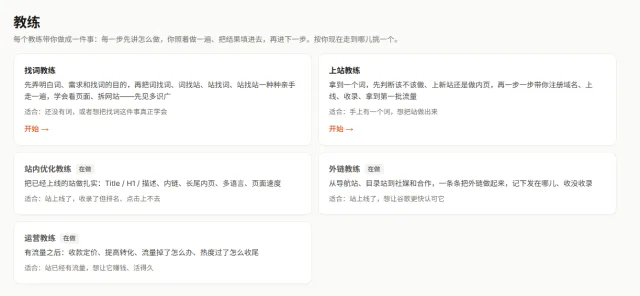 教练
每个教练带你做成一件事：每一步先讲怎么做，你照着做一遍、把结果填进去，再进下一步。按你现在走到哪儿挑一个。
找词教练
先弄明白词、需求和找词的目的，再把词找词、词找站、站找词、站找站一种种亲手
走一遍，学会看页面、拆网站——先见多识广
适合：还没有词，或者想把找词这件事真正学会
开始 →
上站教练
拿到一个词，先判断该不该做、上新站还是做内页，再一步一步带你注册域名、上
线、收录、拿到第一批流量
适合：手上有一个词，想把站做出来
开始 →
站内优化教练 在做
把已经上线的站做扎实：Title / H1 / 描述、内链、长尾内页、多语言、页面速度
适合：站上线了，收录了但排名、点击上不去
外链教练 在做
从导航站、目录站到社媒和合作，一条条把外链做起来，记下发在哪儿、收没收录
适合：站上线了，想让谷歌更快认可它
运营教练 在做
有流量之后：收款定价、提高转化、流量掉了怎么办、热度过了怎么收尾
适合：站已经有流量，想让它赚钱、活得久